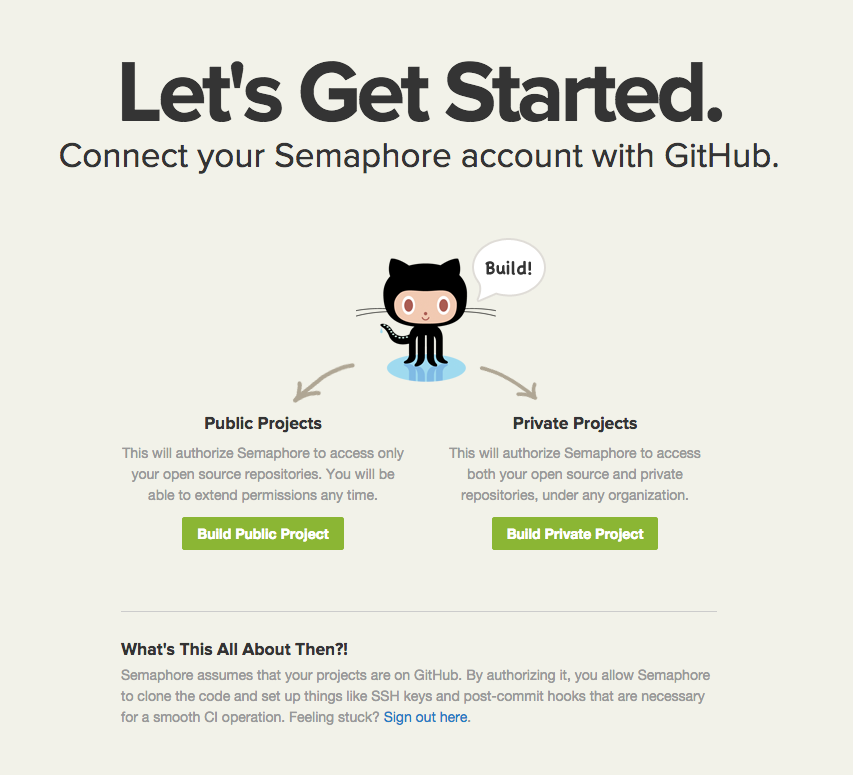 Let's Get Started.
Connect your Semaphore account with GitHub.
Build!
Public Projects
This will authorize Semaphore to access only
your open source repositories. You will be
able to extend permissions any time.
Build Public Project
Private Projects
This will authorize Semaphore to access
both your open source and private
repositories, under any organization.
Build Private Project
What's This All About Then?!
Semaphore assumes that your projects are on GitHub. By authorizing it, you allow Semaphore
to clone the code and set up things like SSH keys and post-commit hooks that are necessary
for a smooth CI operation. Feeling stuck? Sign out here.